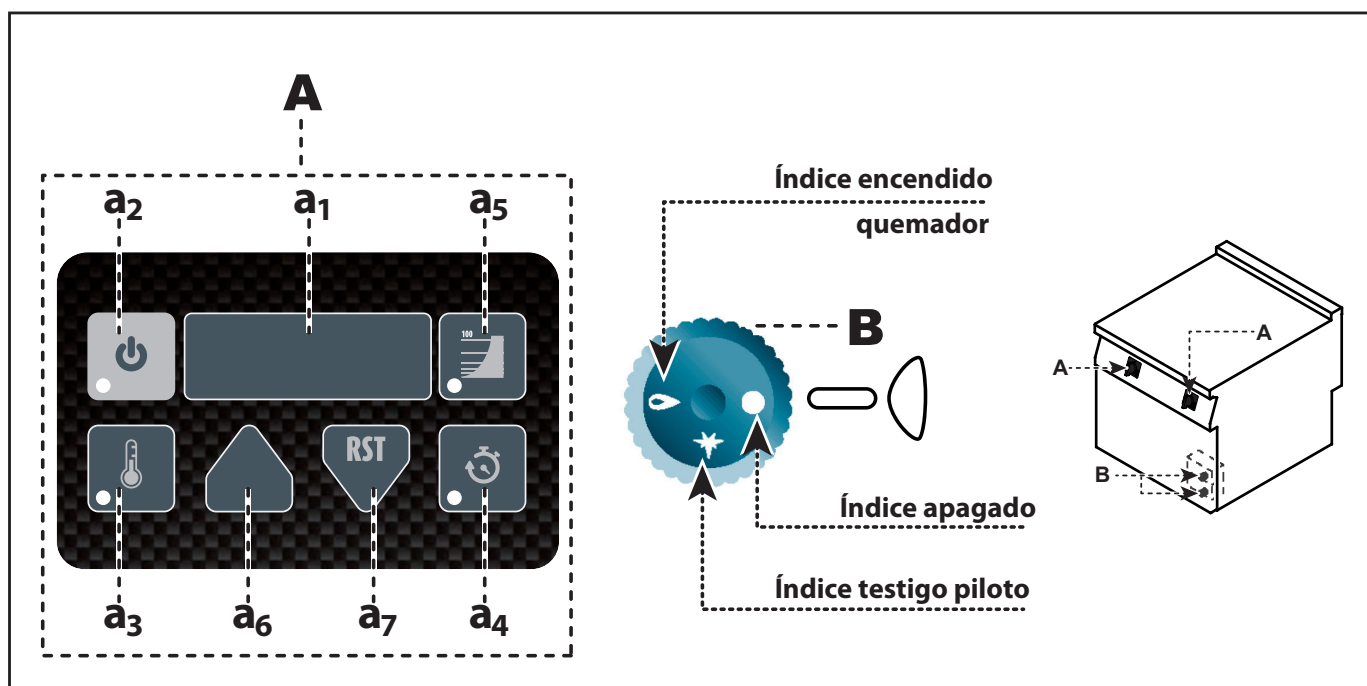 A
a2 a1 a5
100
RST
a3 a6 a7 a4
Índice encendido
quemador
B
Índice apagado
Índice testigo piloto
A
A
B